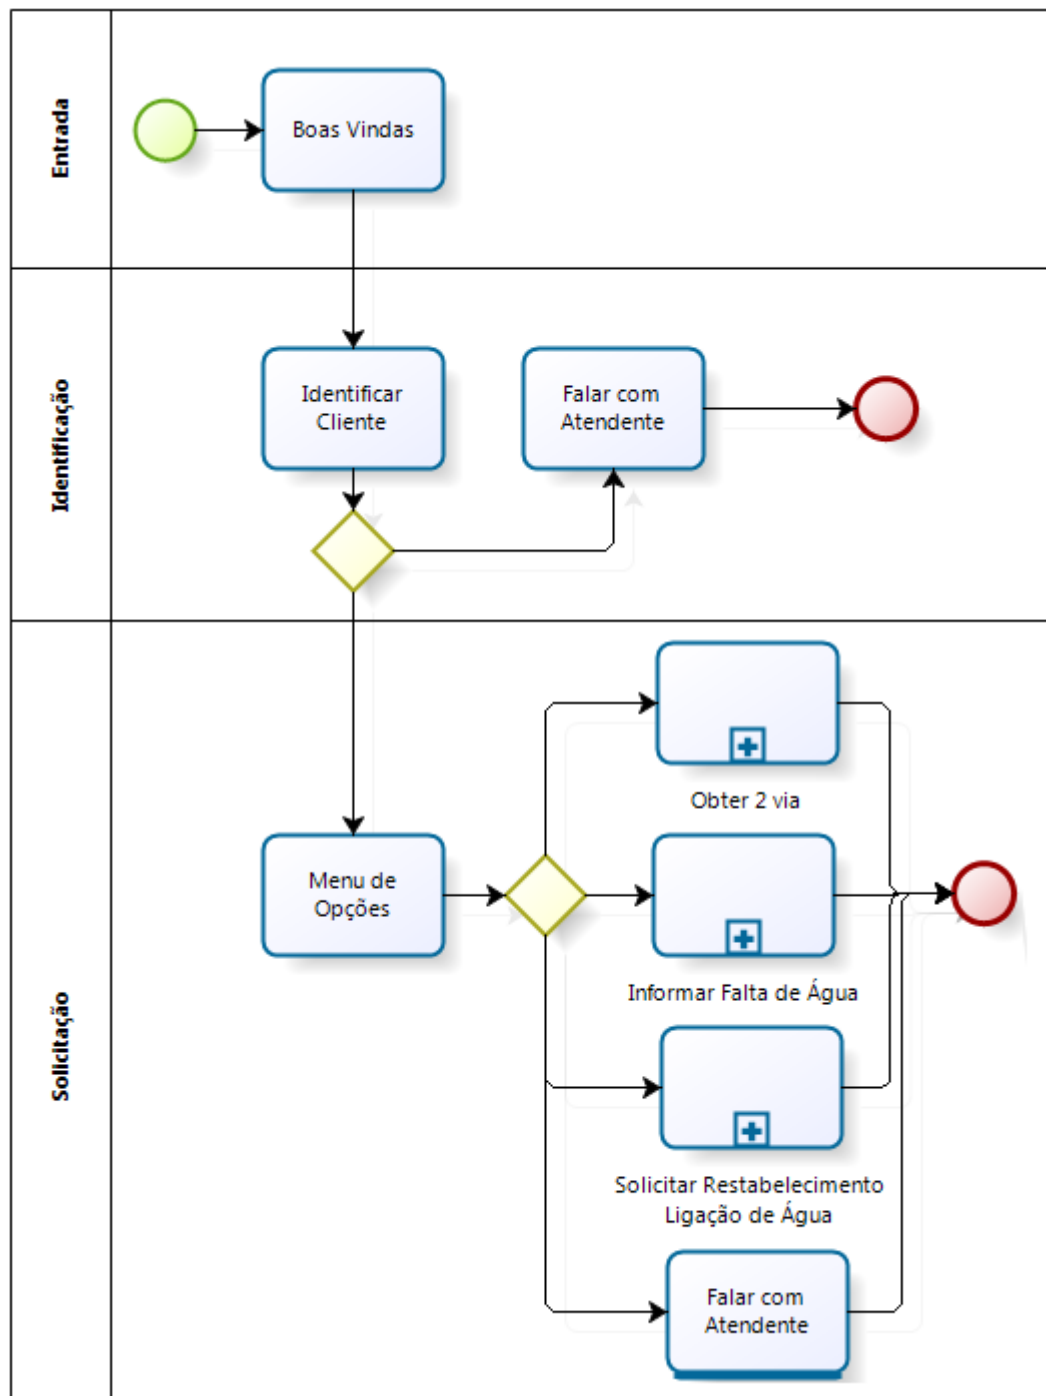 Entrada
Boas Vindas
Identificação
Identificar
Cliente
Falar com
Atendente
Solicitação
Menu de
Opções
Obter 2 via
Informar Falta de Água
Solicitar Restabelecimento
Ligação de Água
Falar com
Atendente